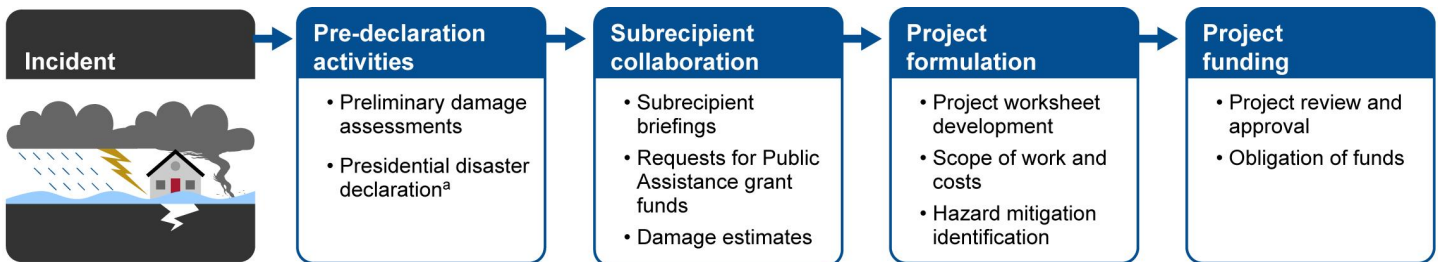 Incident
Pre-declaration
activities
• Preliminary damage
assessments
• Presidential disaster
declarationᵃ
Subrecipient
collaboration
• Subrecipient
briefings
• Requests for Public
Assistance grant
funds
• Damage estimates
Project
formulation
• Project worksheet
development
• Scope of work and
costs
• Hazard mitigation
identification
Project
funding
• Project review and
approval
• Obligation of funds